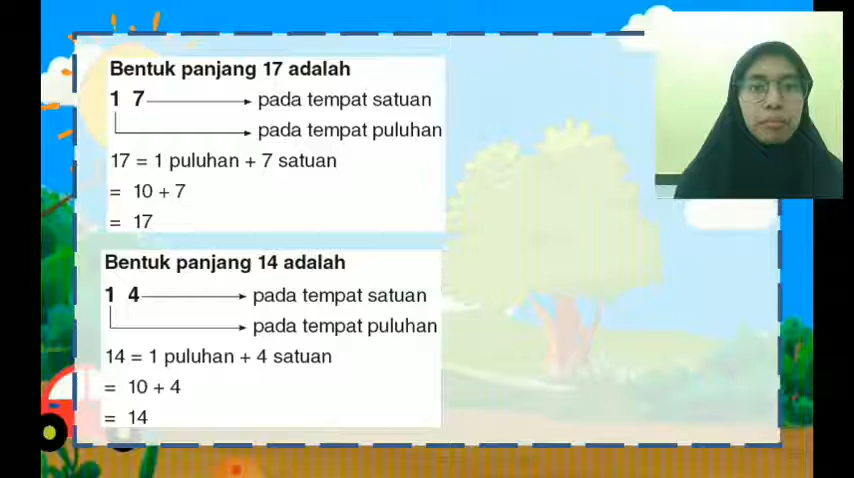 Bentuk panjang 17 adalah
1 7 pada tempat satuan
pada tempat puluhan
17 = 1 puluhan + 7 satuan
= 10 + 7
= 17
Bentuk panjang 14 adalah
1 4 pada tempat satuan
pada tempat puluhan
14 = 1 puluhan + 4 satuan
= 10 + 4
= 14